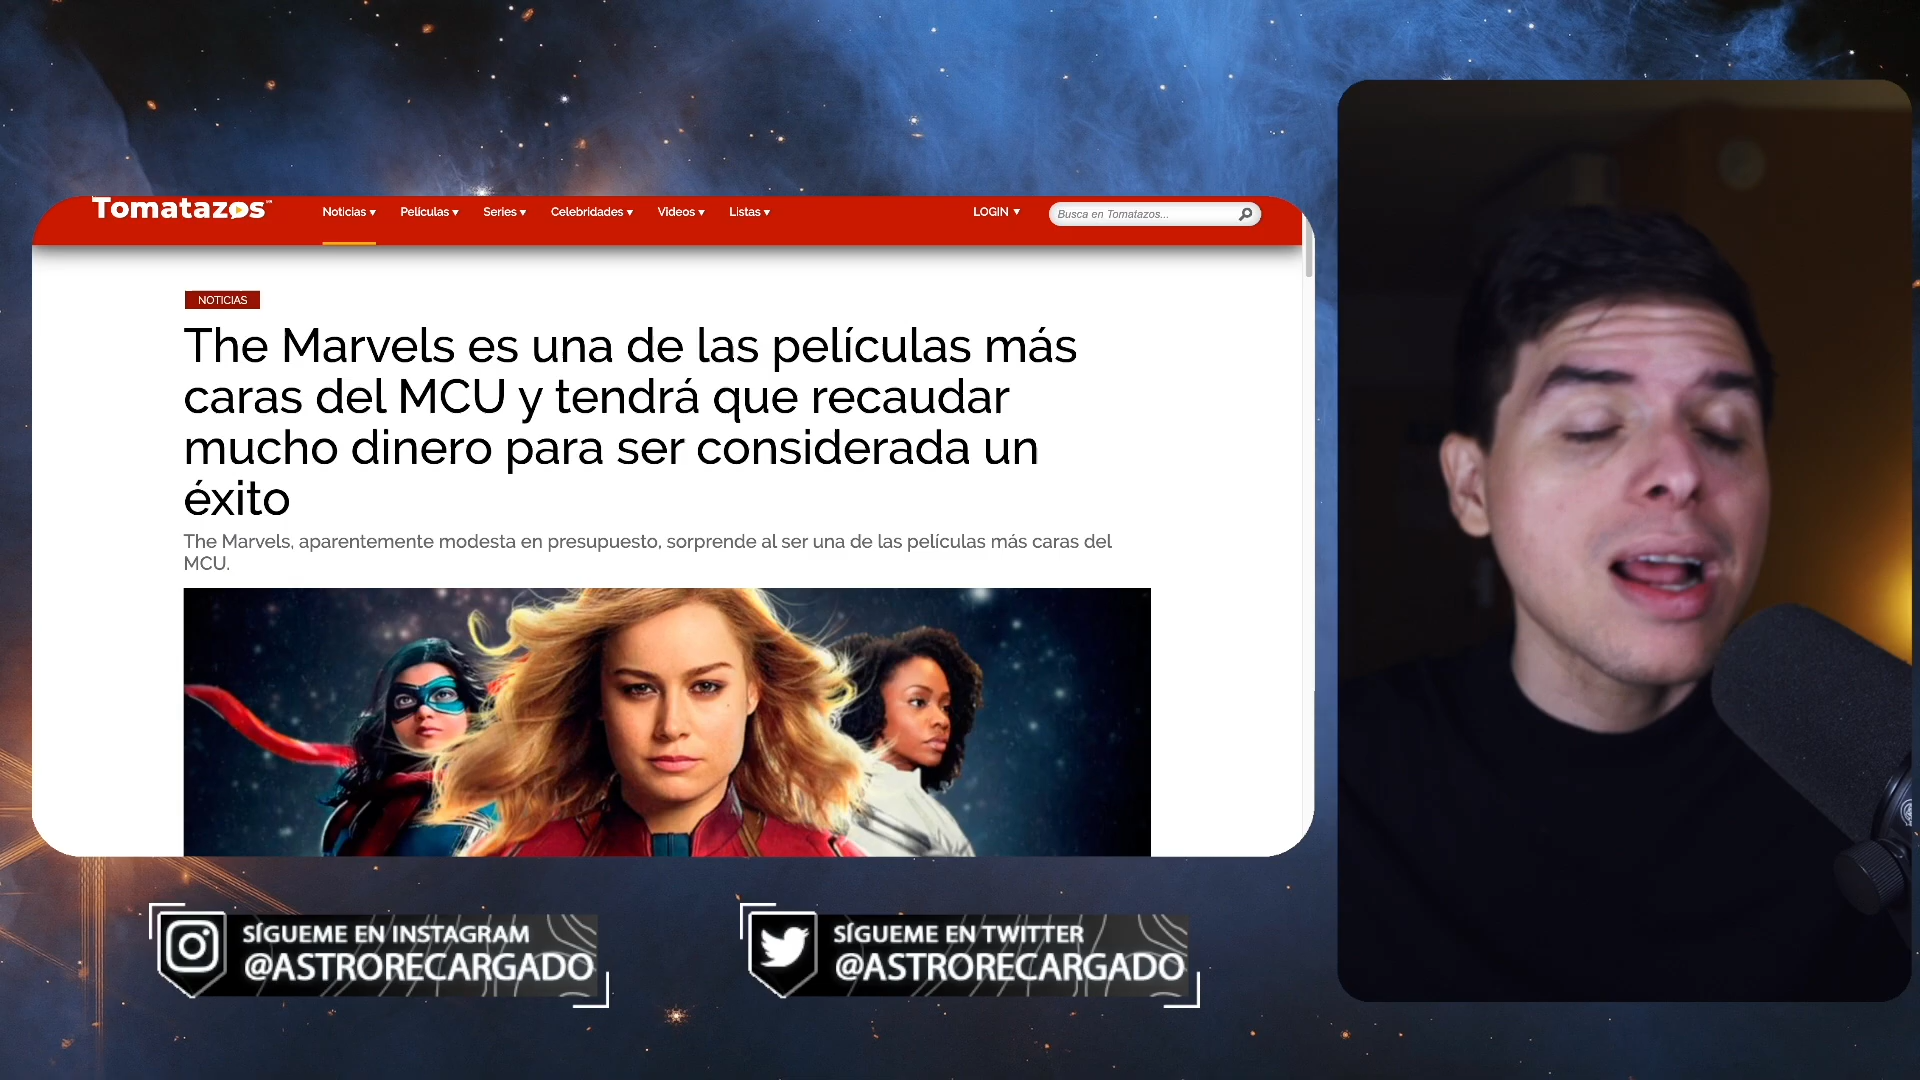 Tomatazos
Noticias ▾ Películas ▾ Series ▾ Celebridades ▾ Videos ▾ Listas ▾ LOGIN ▾ Busca en Tomatazos...
NOTICIAS
The Marvels es una de las películas más
caras del MCU y tendrá que recaudar
mucho dinero para ser considerada un
éxito
The Marvels, aparentemente modesta en presupuesto, sorprende al ser una de las películas más caras del
MCU.
SÍGUEME EN INSTAGRAM
@ASTRORECARGADO
SÍGUEME EN TWITTER
@ASTRORECARGADO